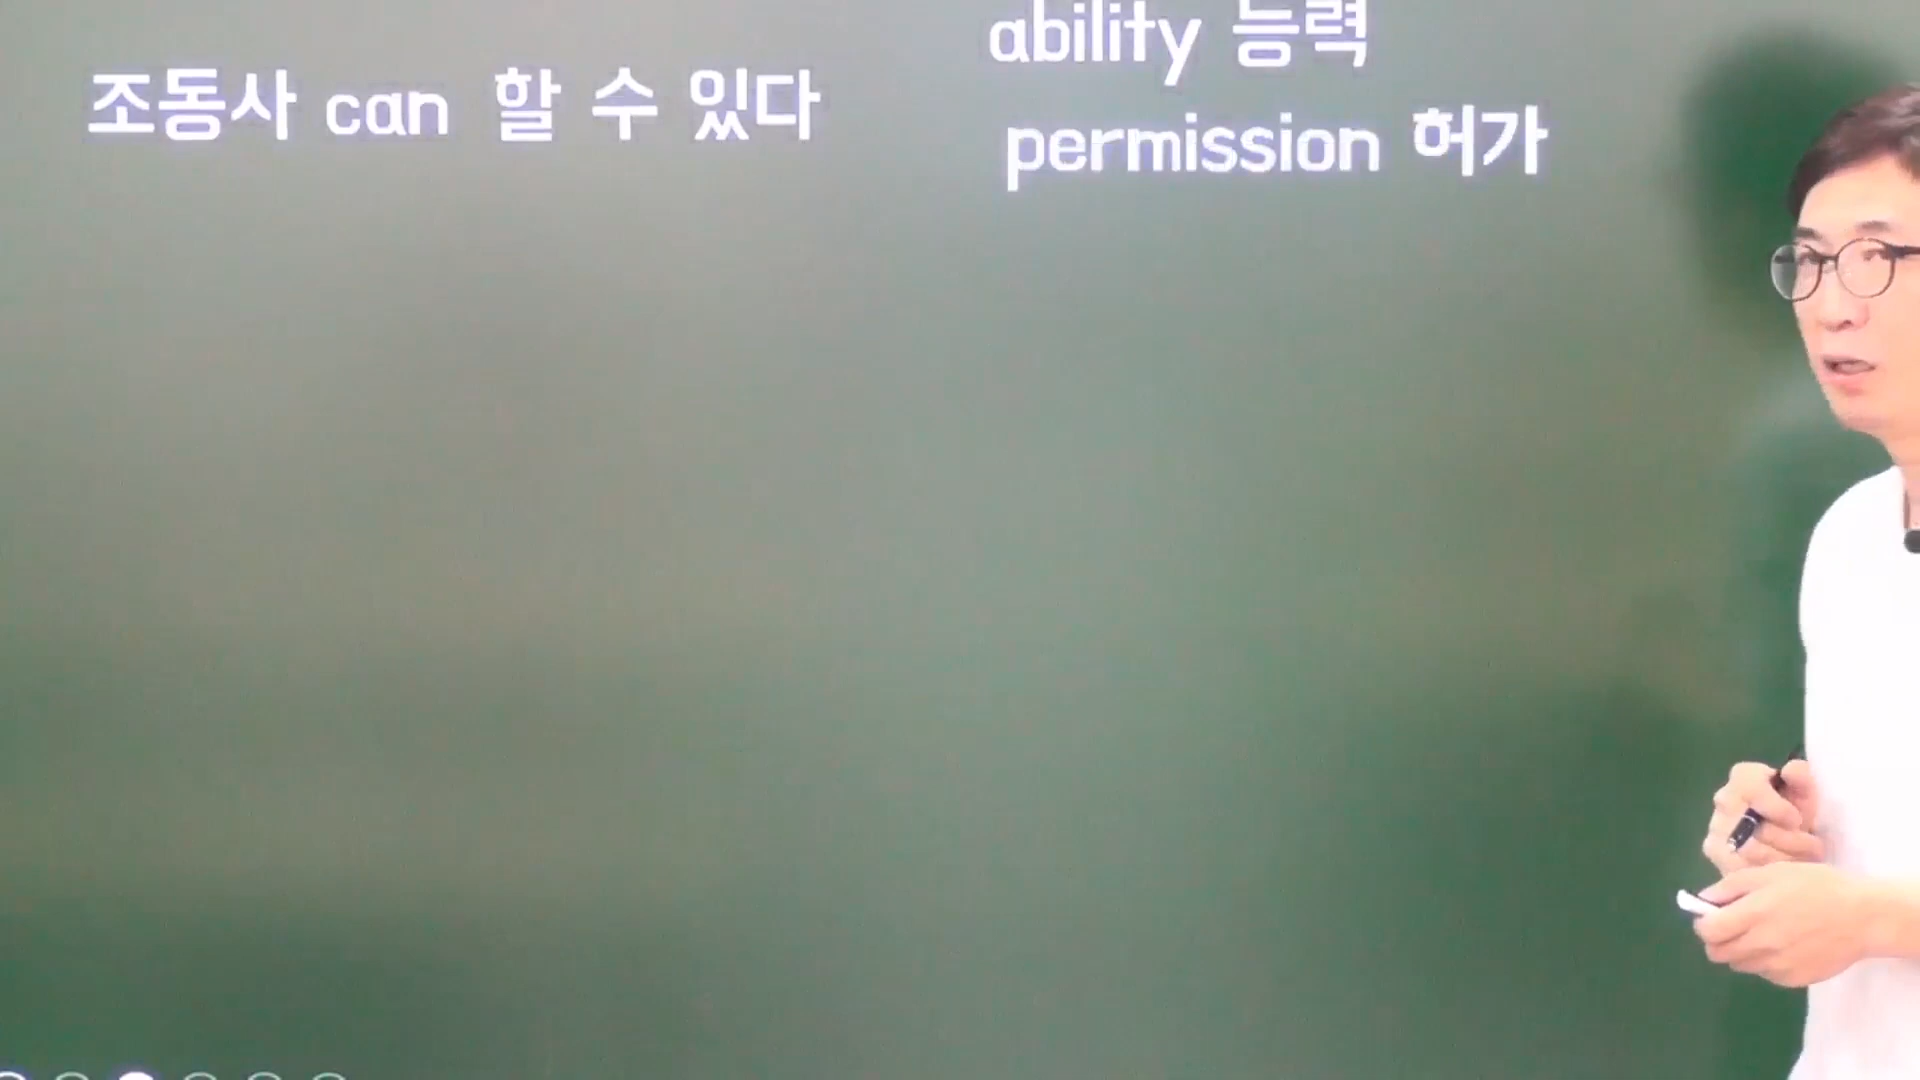 조동사 can 할 수 있다
ability 능력
permission 허가